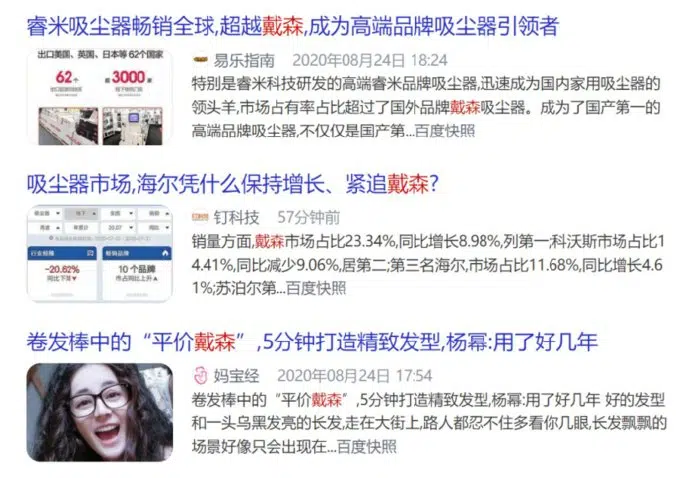 睿米吸尘器畅销全球,超越戴森,成为高端品牌吸尘器引领者
出口美国、英国、日本等 62个国家
62个
超 3000家
易乐指南 2020年08月24日 18:24
特别是睿米科技研发的高端睿米品牌吸尘器,迅速成为国内家用吸尘器的
领头羊,市场占有率占比超过了国外品牌戴森吸尘器。成为了国产第一的
高端品牌吸尘器,不仅仅是国产第...百度快照
吸尘器市场,海尔凭什么保持增长、紧追戴森?
钉科技 57分钟前
-20.62%
同比下降
10 个品牌
市占同比上升
销量方面,戴森市场占比23.34%,同比增长8.98%,列第一;科沃斯市场占比1
4.41%,同比减少9.06%,居第二;第三名海尔,市场占比11.68%,同比增长4.6
1%;苏泊尔第...百度快照
卷发棒中的“平价戴森”,5分钟打造精致发型,杨幂:用了好几年
妈宝经 2020年08月24日 17:54
卷发棒中的“平价戴森”,5分钟打造精致发型,杨幂:用了好几年 好的发型
和一头乌黑发亮的长发,走在大街上,路人都忍不住多看你几眼,长发飘飘的
场景好像只会出现在...百度快照